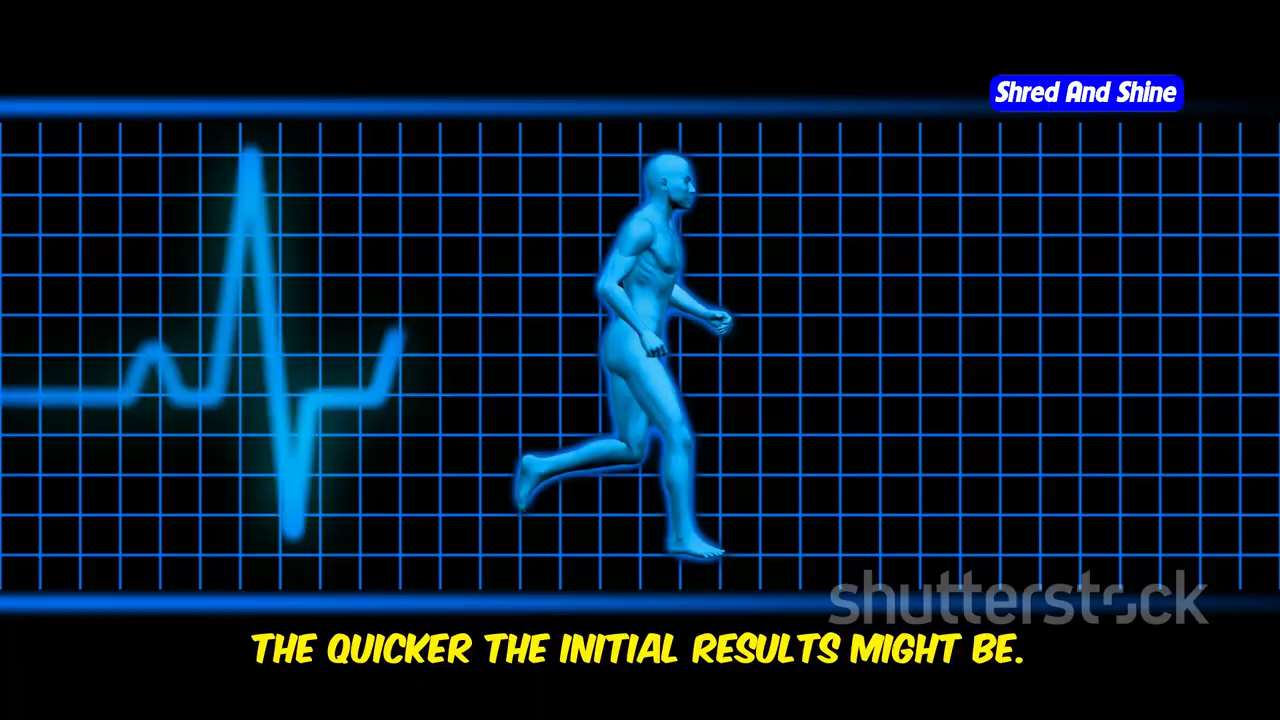 Shred And Shine
shutterstock
THE QUICKER THE INITIAL RESULTS MIGHT BE.